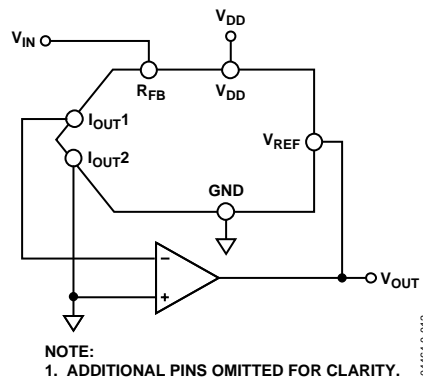 VDD
VIN
RFB
VDD
IOUT1
VREF
IOUT2
GND
−
+
VOUT
NOTE:
1. ADDITIONAL PINS OMITTED FOR CLARITY.